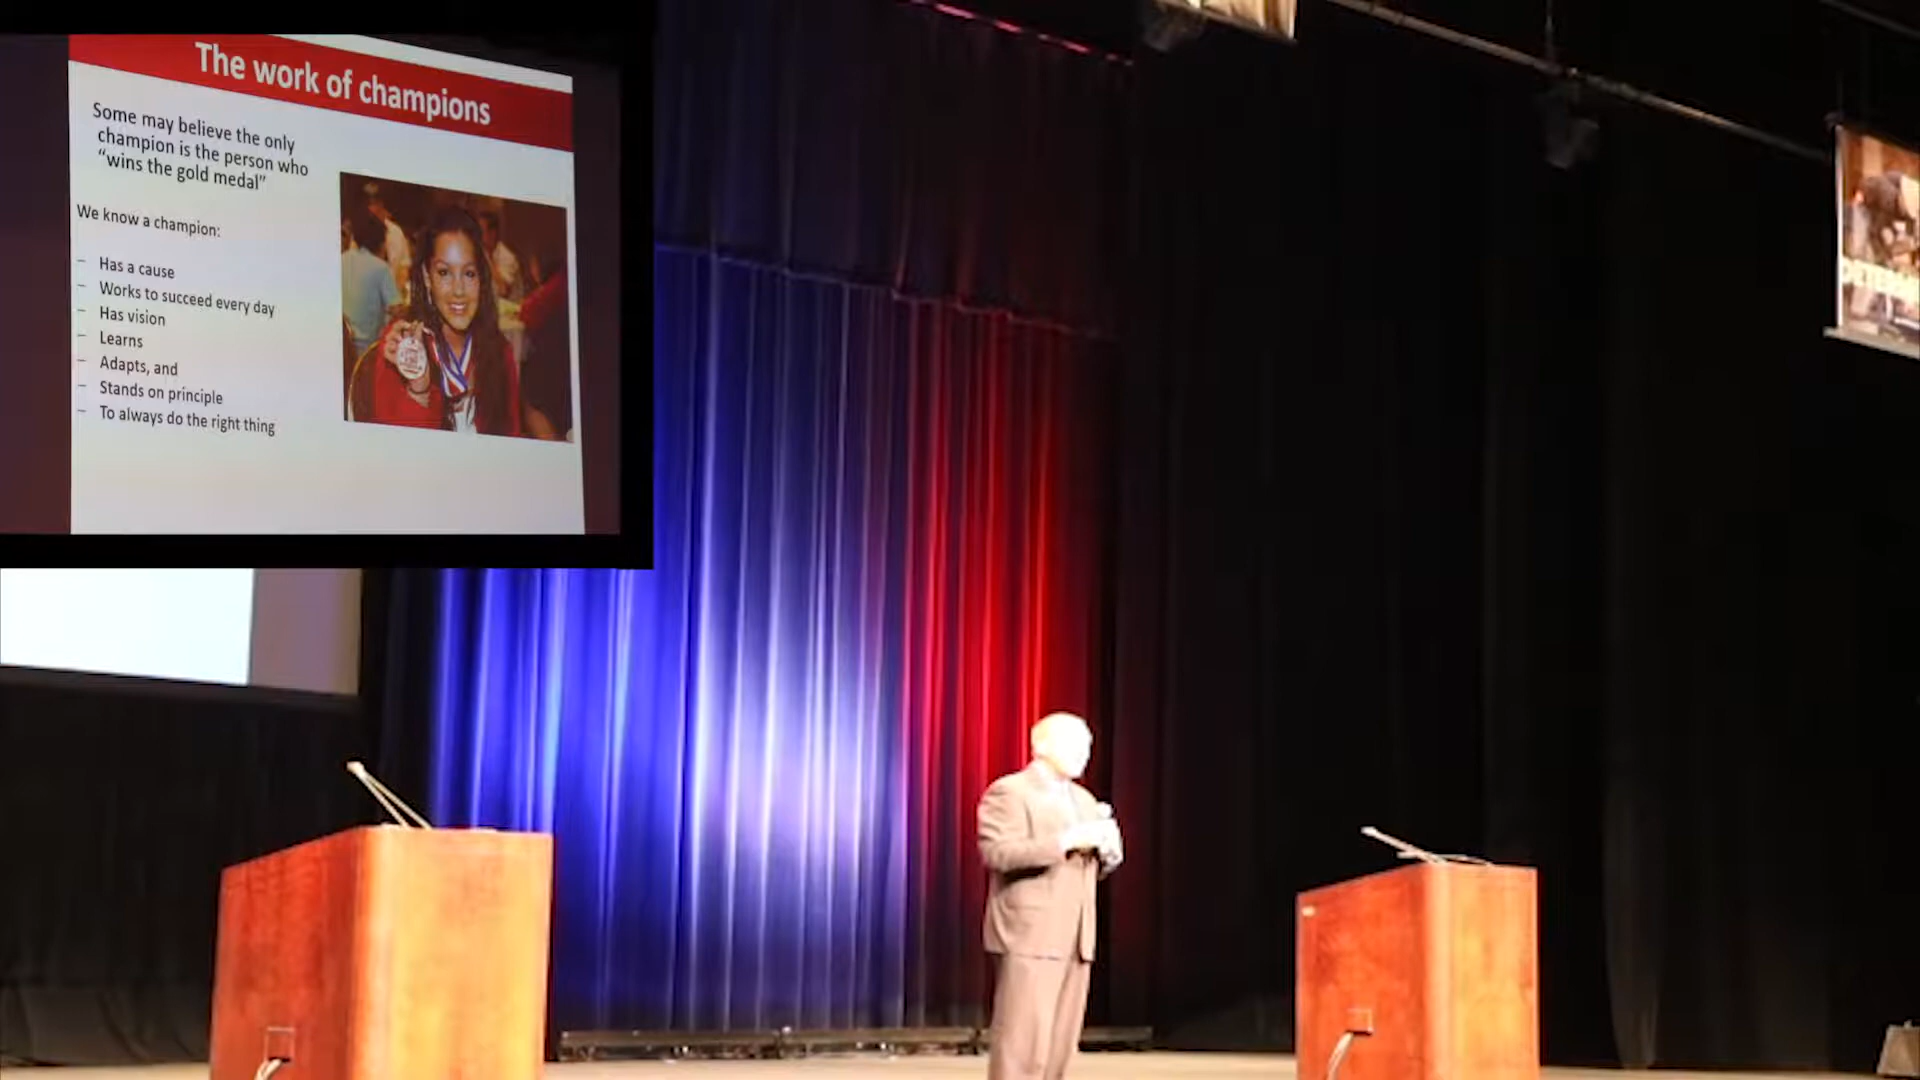 The work of champions
Some may believe the only
champion is the person who
“wins the gold medal”
We know a champion:
– Has a cause
– Works to succeed every day
– Has vision
– Learns
– Adapts, and
– Stands on principle
– To always do the right thing